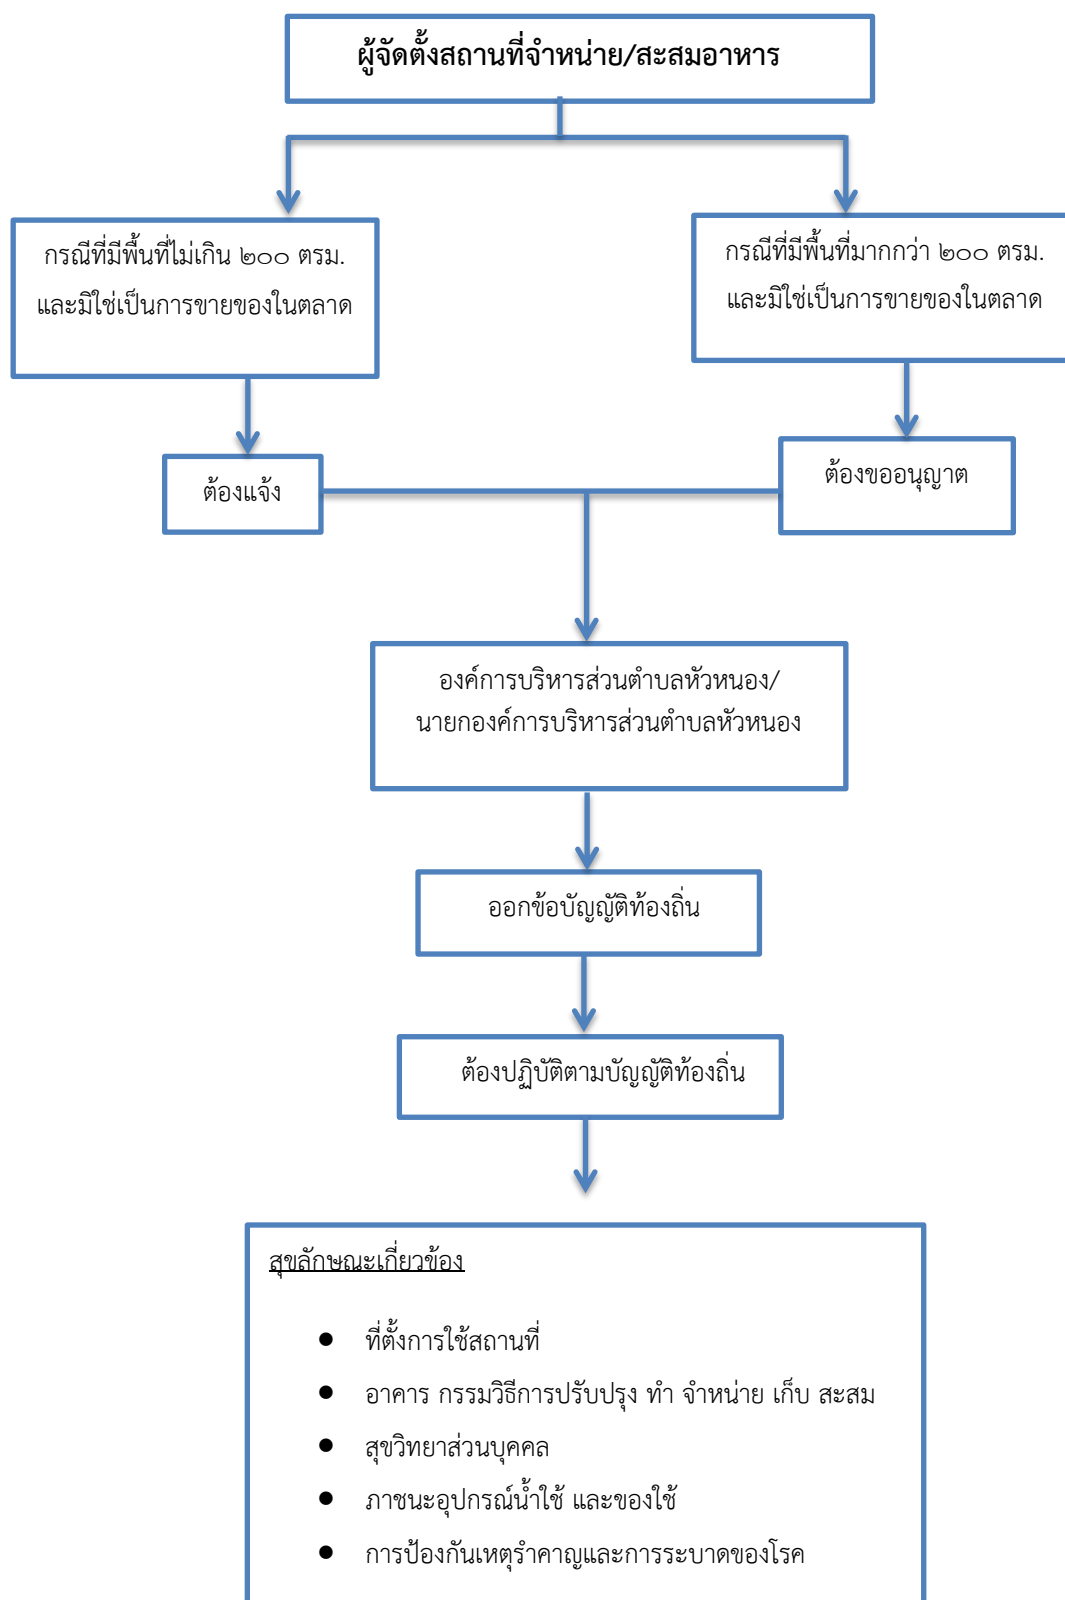 ผู้จัดตั้งสถานที่จำหน่าย/สะสมอาหาร
กรณีที่มีพื้นที่ไม่เกิน ๒๐๐ ตรม.
และมิใช่เป็นการขายของในตลาด
กรณีที่มีพื้นที่มากกว่า ๒๐๐ ตรม.
และมิใช่เป็นการขายของในตลาด
ต้องแจ้ง
ต้องขออนุญาต
องค์การบริหารส่วนตำบลหัวหนอง/
นายกองค์การบริหารส่วนตำบลหัวหนอง
ออกข้อบัญญัติท้องถิ่น
ต้องปฏิบัติตามบัญญัติท้องถิ่น
สุขลักษณะเกี่ยวข้อง
● ที่ตั้งการใช้สถานที่
● อาคาร กรรมวิธีการปรับปรุง ทำ จำหน่าย เก็บ สะสม
● สุขวิทยาส่วนบุคคล
● ภาชนะอุปกรณ์น้ำใช้ และของใช้
● การป้องกันเหตุรำคาญและการระบาดของโรค